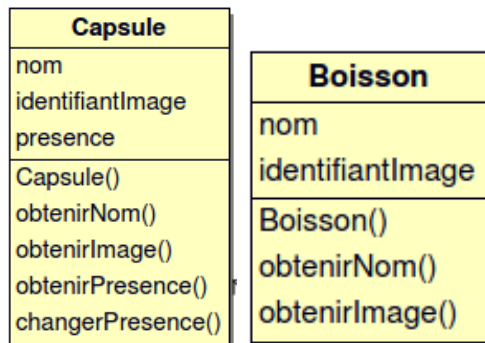 Capsule
nom
identifiantImage
presence
Capsule()
obtenirNom()
obtenirImage()
obtenirPresence()
changerPresence()
Boisson
nom
identifiantImage
Boisson()
obtenirNom()
obtenirImage()